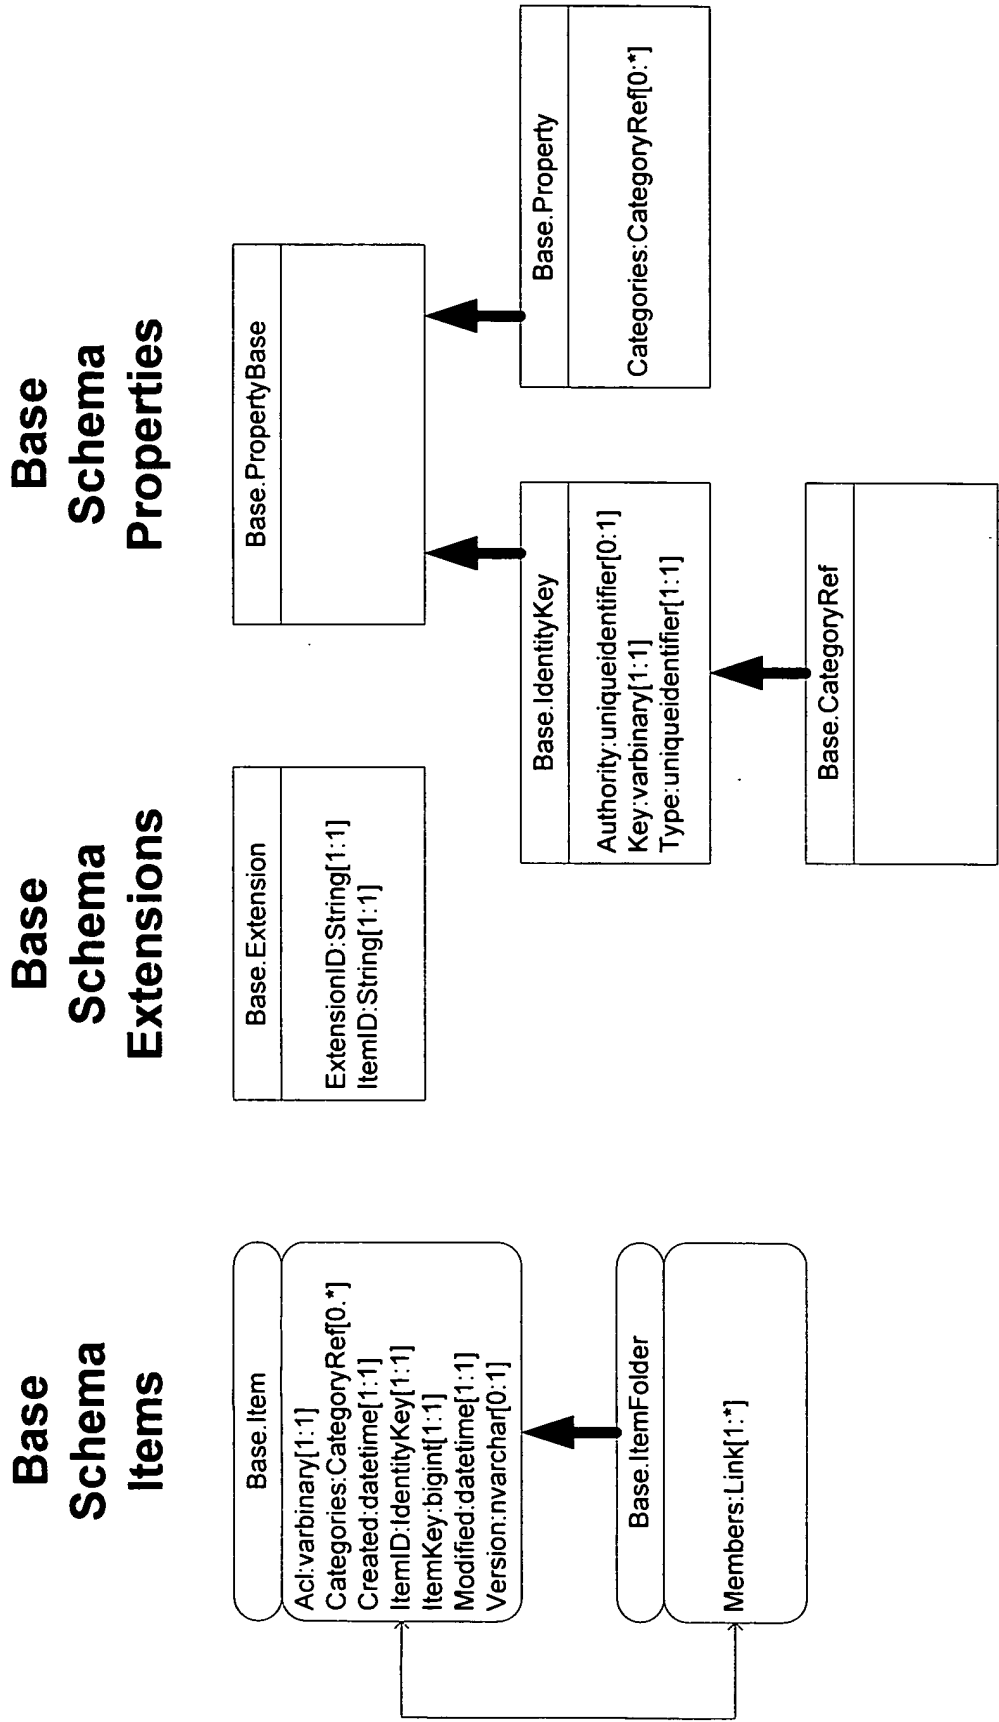 Base
Schema
Items
Base
Schema
Extensions
Base
Schema
Properties
Base.Item
Acl:varbinary[1:1]
Categories:CategoryRef[0.*]
Created:datetime[1:1]
ItemID:IdentityKey[1:1]
ItemKey:bigint[1:1]
Modified:datetime[1:1]
Version:nvarchar[0:1]
Base.ItemFolder
Members:Link[1:*]
Base.Extension
ExtensionID:String[1:1]
ItemID:String[1:1]
Base.PropertyBase
Base.IdentityKey
Authority:uniqueidentifier[0:1]
Key:varbinary[1:1]
Type:uniqueidentifier[1:1]
Base.Property
Categories:CategoryRef[0:*]
Base.CategoryRef